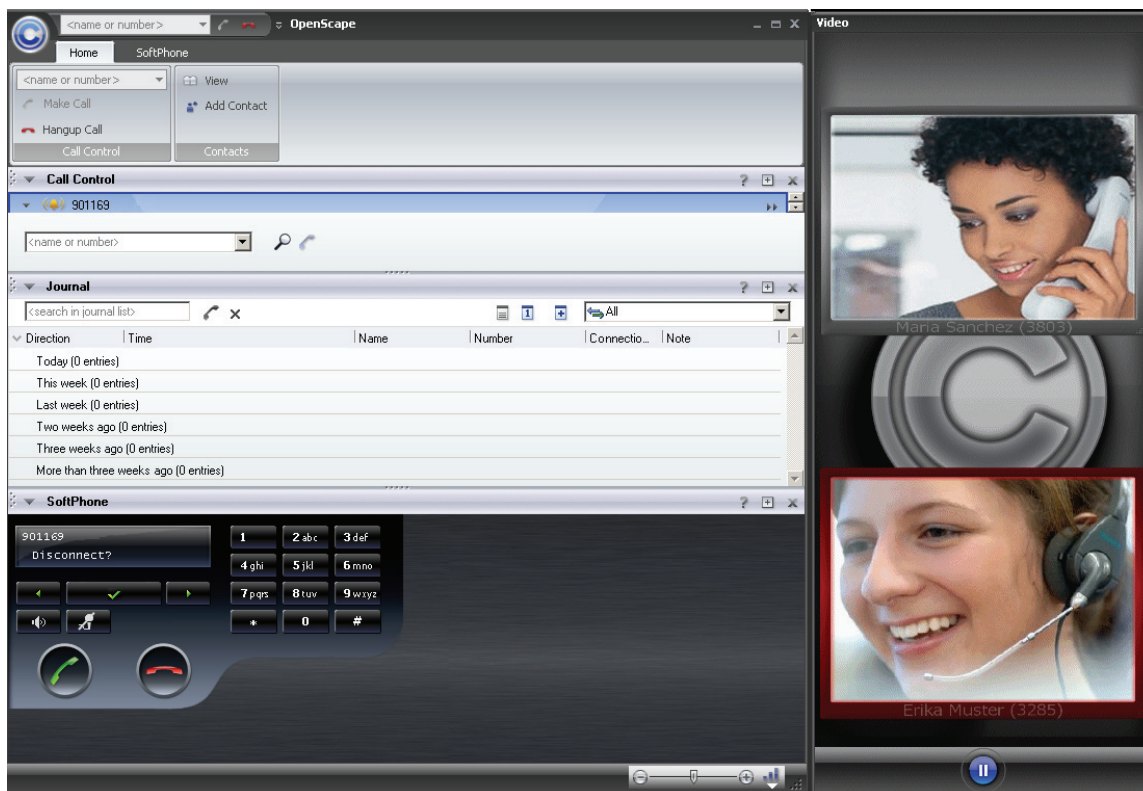 <name or number>
OpenScape
Video
Home SoftPhone
<name or number>
View
Make Call
Add Contact
Hangup Call
Call Control
Contacts
Call Control
901169
<name or number>
Journal
<search in journal list>
1
All
Direction Time Name Number Connectio... Note
Today (0 entries)
This week (0 entries)
Last week (0 entries)
Two weeks ago (0 entries)
Three weeks ago (0 entries)
More than three weeks ago (0 entries)
SoftPhone
901169
Disconnect?
1 2 abc 3 def
4 ghi 5 jkl 6 mno
7 pqrs 8 tuv 9 wxyz
* 0 #
Maria Sanchez (3803)
Erika Muster (3285)